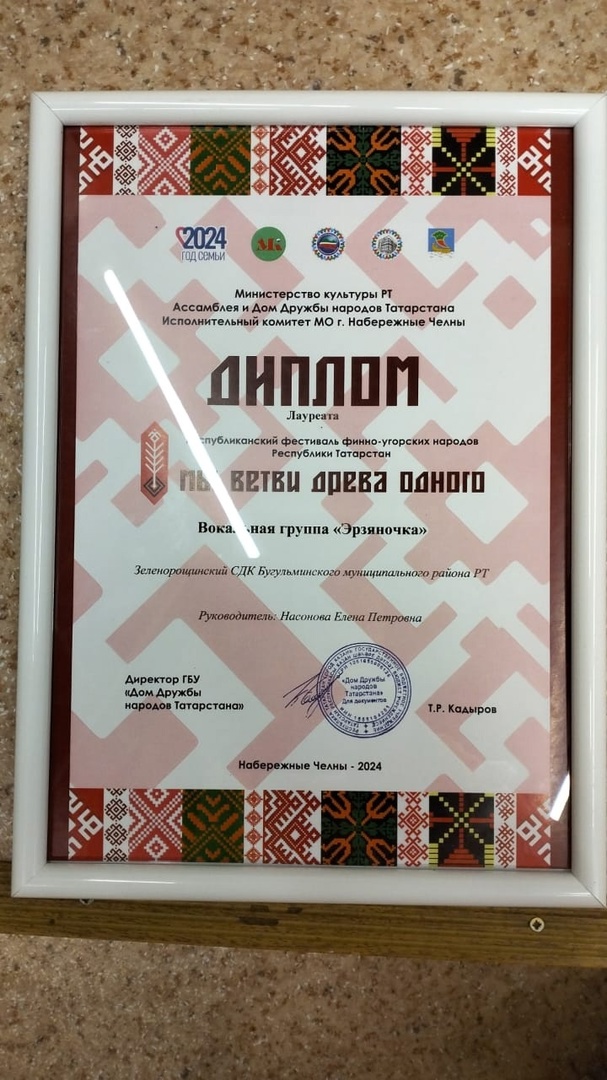 2024
ГОД СЕМЬИ
Министерство культуры РТ
Ассамблея и Дом Дружбы народов Татарстана
Исполнительный комитет МО г. Набережные Челны
ДИПЛОМ
Лауреата
Республиканский фестиваль финно-угорских народов
Республики Татарстан
мы ветви древа одного
Вокальная группа «Эрзяночка»
Зеленорощинский СДК Бугульминского муниципального района РТ
Руководитель: Насонова Елена Петровна
Директор ГБУ
«Дом Дружбы
народов Татарстана»
«Дом Дружбы
народов
Татарстана»
Для документов
Т.Р. Кадыров
Набережные Челны - 2024